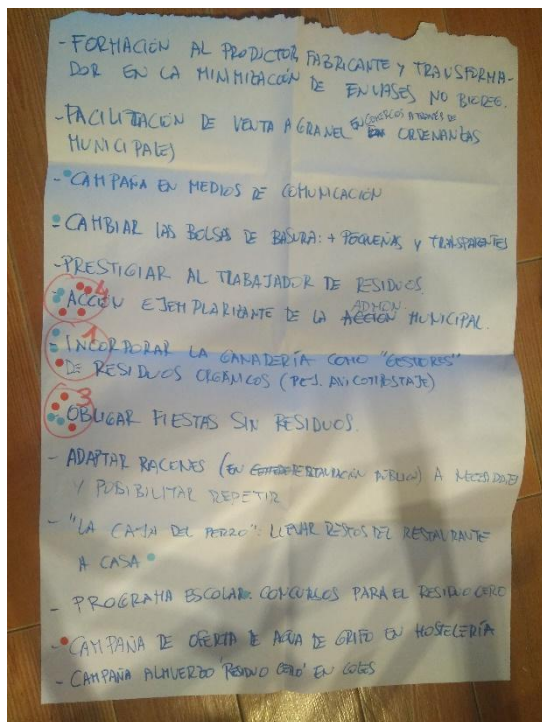 - FORMACIÓN AL PRODUCTOR, FABRICANTE Y TRANSFORMA-
DOR EN LA MINIMIZACIÓN DE ENVASES NO BIODEG.
- FACILITACIÓN DE VENTA A GRANEL EN COMERCIOS A TRAVÉS DE ORDENANZAS
MUNICIPALES
- CAMPAÑA EN MEDIOS DE COMUNICACIÓN
- CAMBIAR LAS BOLSAS DE BASURA: + PEQUEÑAS Y TRANSPARENTES
- PRESTIGIAR AL TRABAJADOR DE RESIDUOS.
4
- ACCIÓN EJEMPLARIZANTE DE LA ADMON. MUNICIPAL.
1
- INCORPORAR LA GANADERÍA COMO "GESTORES"
DE RESIDUOS ORGÁNICOS (P.EJ. AVICOMPOSTAJE)
3
- OBLIGAR FIESTAS SIN RESIDUOS.
- ADAPTAR RACIONES (EN RESTAURACIÓN PÚBLICA) A NECESIDADES
Y POSIBILITAR REPETIR
- "LA CAJA DEL PERRO": LLEVAR RESTOS DEL RESTAURANTE
A CASA
- PROGRAMA ESCOLAR: CONCURSOS PARA EL RESIDUO CERO
- CAMPAÑA DE OFERTA DE AGUA DE GRIFO EN HOSTELERÍA
- CAMPAÑA ALMUERZO 'RESIDUO CERO' EN COLES